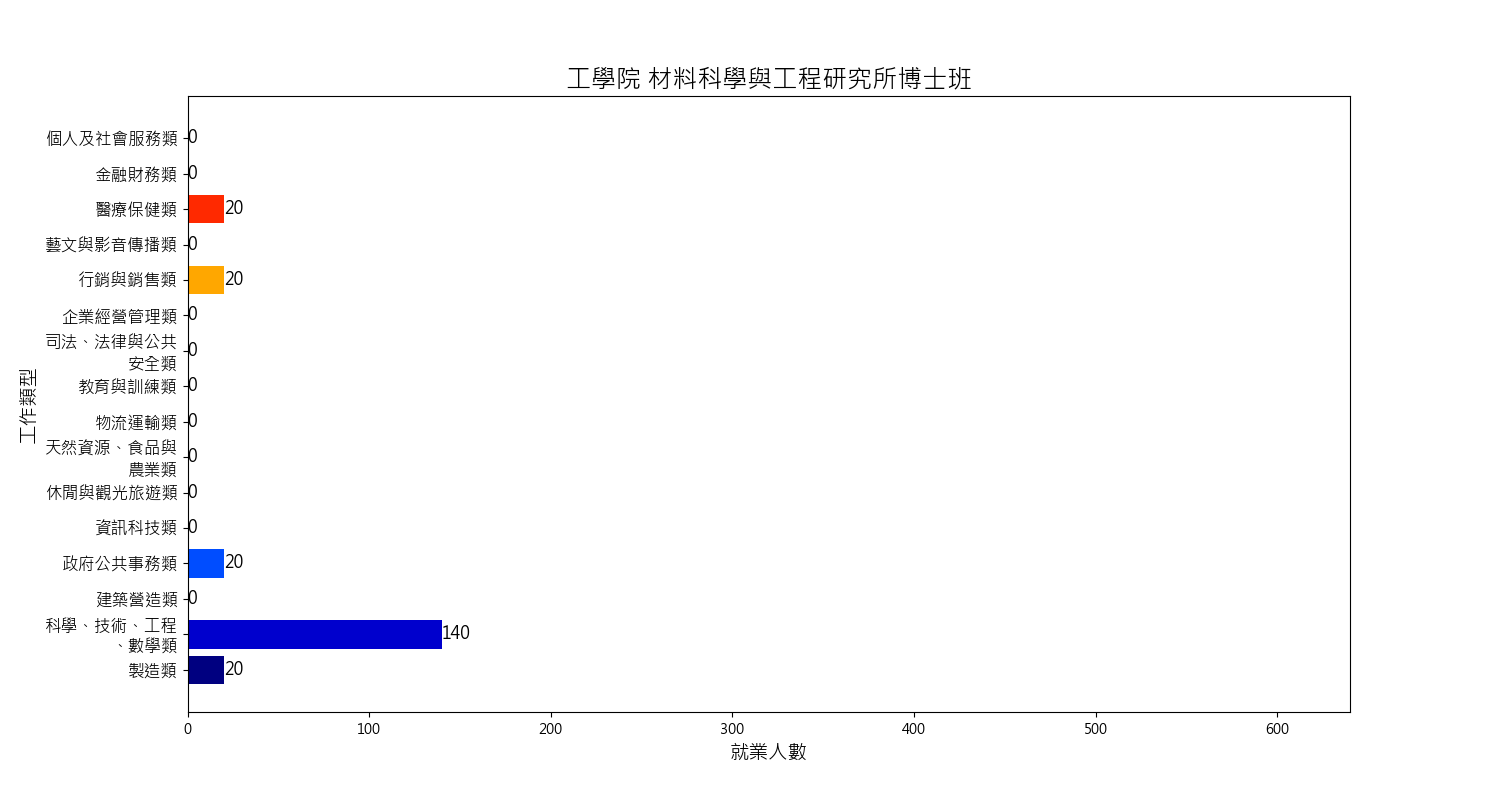 工學院 材料科學與工程研究所博士班
個人及社會服務類 0
金融財務類 0
醫療保健類 20
藝文與影音傳播類 0
行銷與銷售類 20
企業經營管理類 0
司法、法律與公共
安全類 0
教育與訓練類 0
物流運輸類 0
天然資源、食品與
農業類 0
休閒與觀光旅遊類 0
資訊科技類 0
政府公共事務類 20
建築營造類 0
科學、技術、工程
、數學類 140
製造類 20
工作類型
0 100 200 300 400 500 600
就業人數